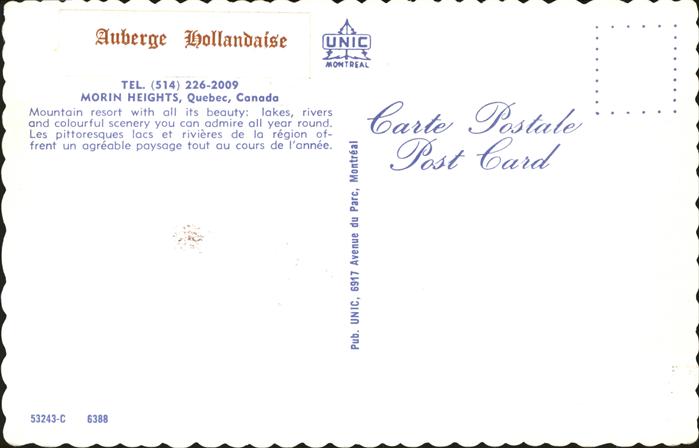 Auberge Hollandaise
UNIC
MONTREAL
TEL. (514) 226-2009
MORIN HEIGHTS, Quebec, Canada
Mountain resort with all its beauty: lakes, rivers
and colourful scenery you can admire all year round.
Les pittoresques lacs et rivières de la région of-
frent un agréable paysage tout au cours de l'année.
Carte Postale
Post Card
Pub. UNIC, 6917 Avenue du Parc, Montréal
53243-C 6388